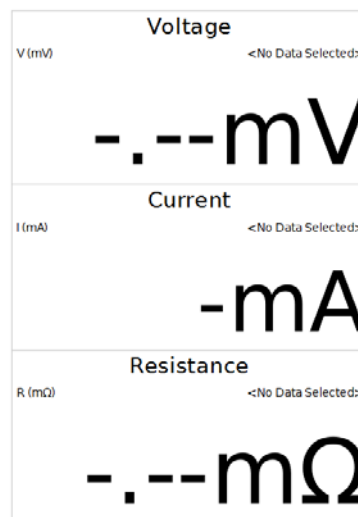 Voltage
V (mV) <No Data Selected>
-.--mV
Current
I (mA) <No Data Selected>
-mA
Resistance
R (mΩ) <No Data Selected>
-.--mΩ